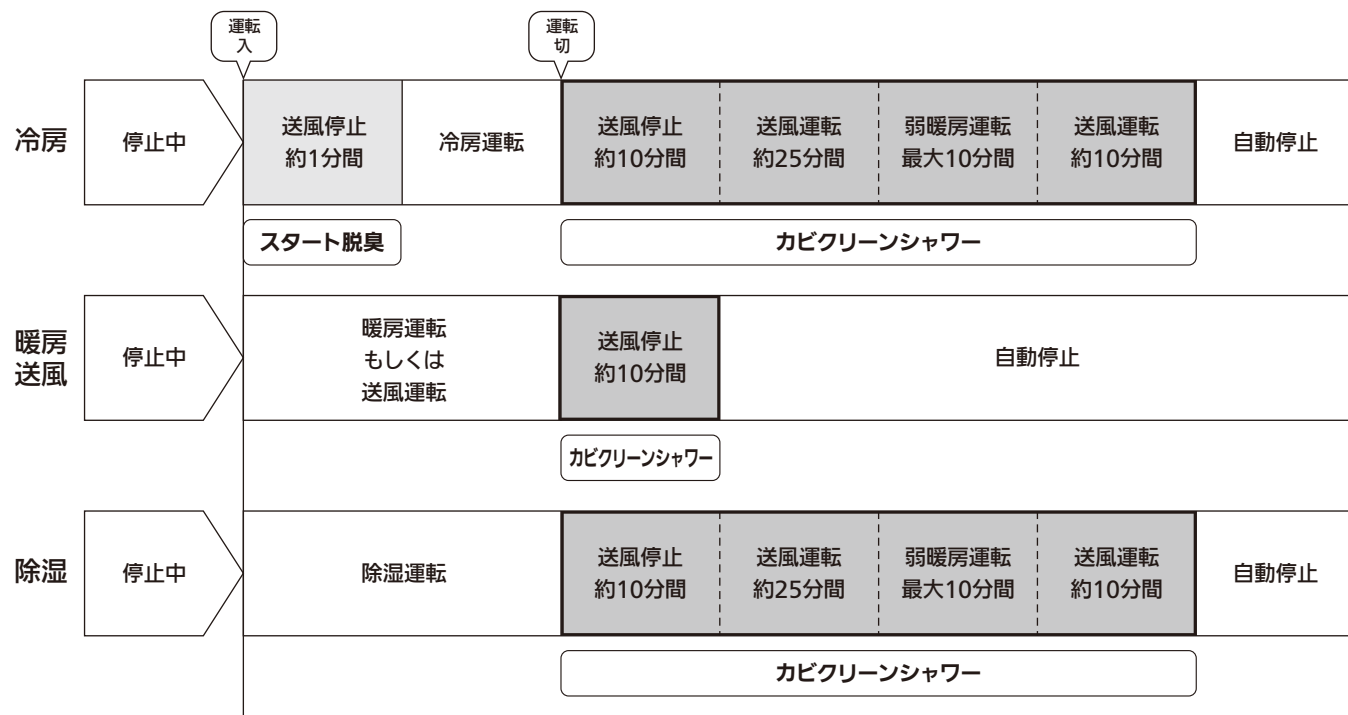 運転
入
運転
切
冷房
停止中
送風停止
約1分間
冷房運転
送風停止
約10分間
送風運転
約25分間
弱暖房運転
最大10分間
送風運転
約10分間
自動停止
スタート脱臭
カビクリーンシャワー
暖房
送風
停止中
暖房運転
もしくは
送風運転
送風停止
約10分間
自動停止
カビクリーンシャワー
除湿
停止中
除湿運転
送風停止
約10分間
送風運転
約25分間
弱暖房運転
最大10分間
送風運転
約10分間
自動停止
カビクリーンシャワー